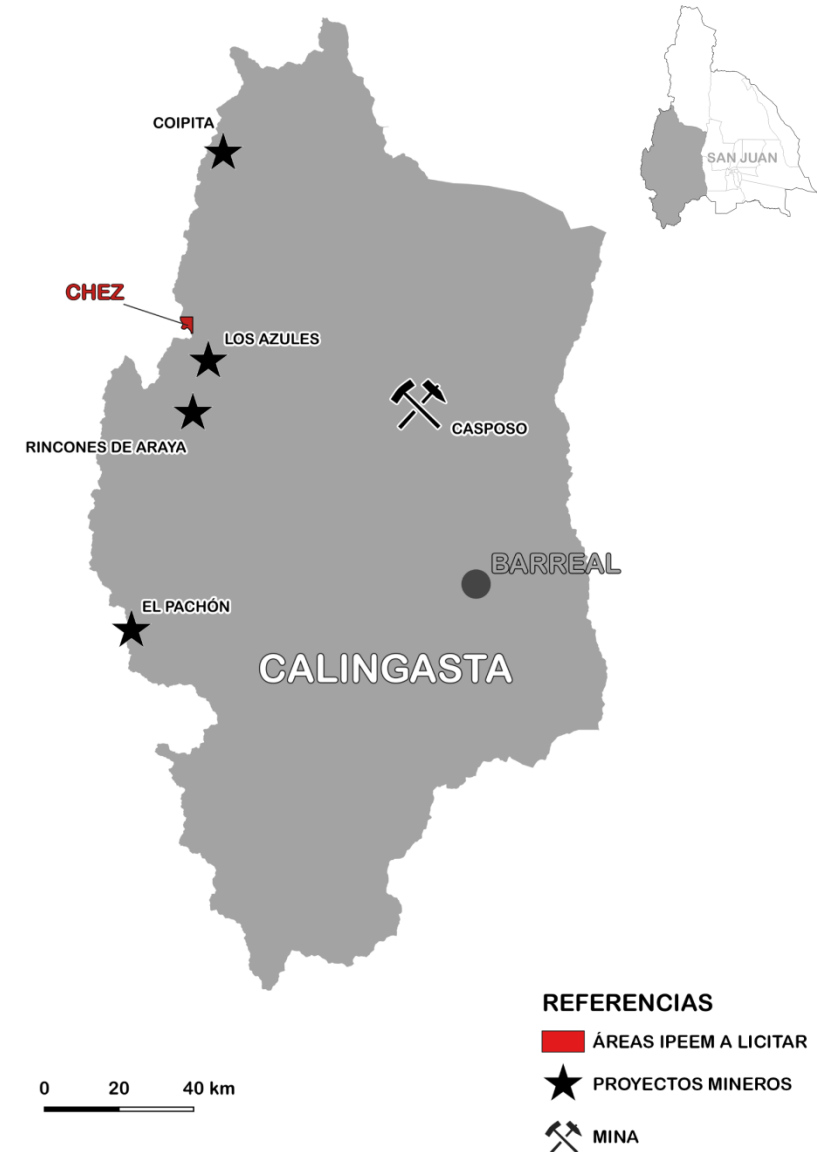 COIPITA
SAN JUAN
CHEZ
LOS AZULES
CASPOSO
RINCONES DE ARAYA
BARREAL
EL PACHÓN
CALINGASTA
REFERENCIAS
ÁREAS IPEEM A LICITAR
0 20 40 km
PROYECTOS MINEROS
MINA